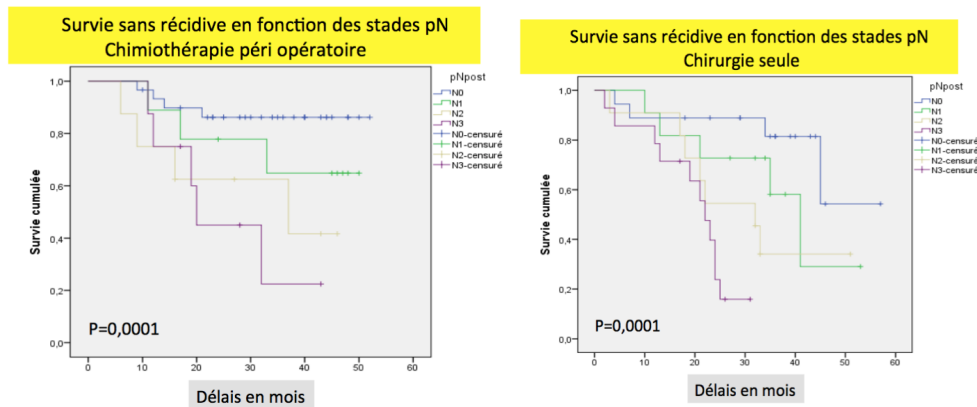 Survie sans récidive en fonction des stades pN
Chimiothérapie péri opératoire
pNpost
N0
N1
N2
N3
N0-censuré
N1-censuré
N2-censuré
N3-censuré
Survie cumulée
1,0
0,8
0,6
0,4
0,2
0,0
P=0,0001
0
10
20
30
40
50
60
Délais en mois
Survie sans récidive en fonction des stades pN
Chirurgie seule
pNpost
N0
N1
N2
N3
N0-censuré
N1-censuré
N2-censuré
N3-censuré
Survie cumulée
1,0
0,8
0,6
0,4
0,2
0,0
P=0,0001
0
10
20
30
40
50
60
Délais en mois